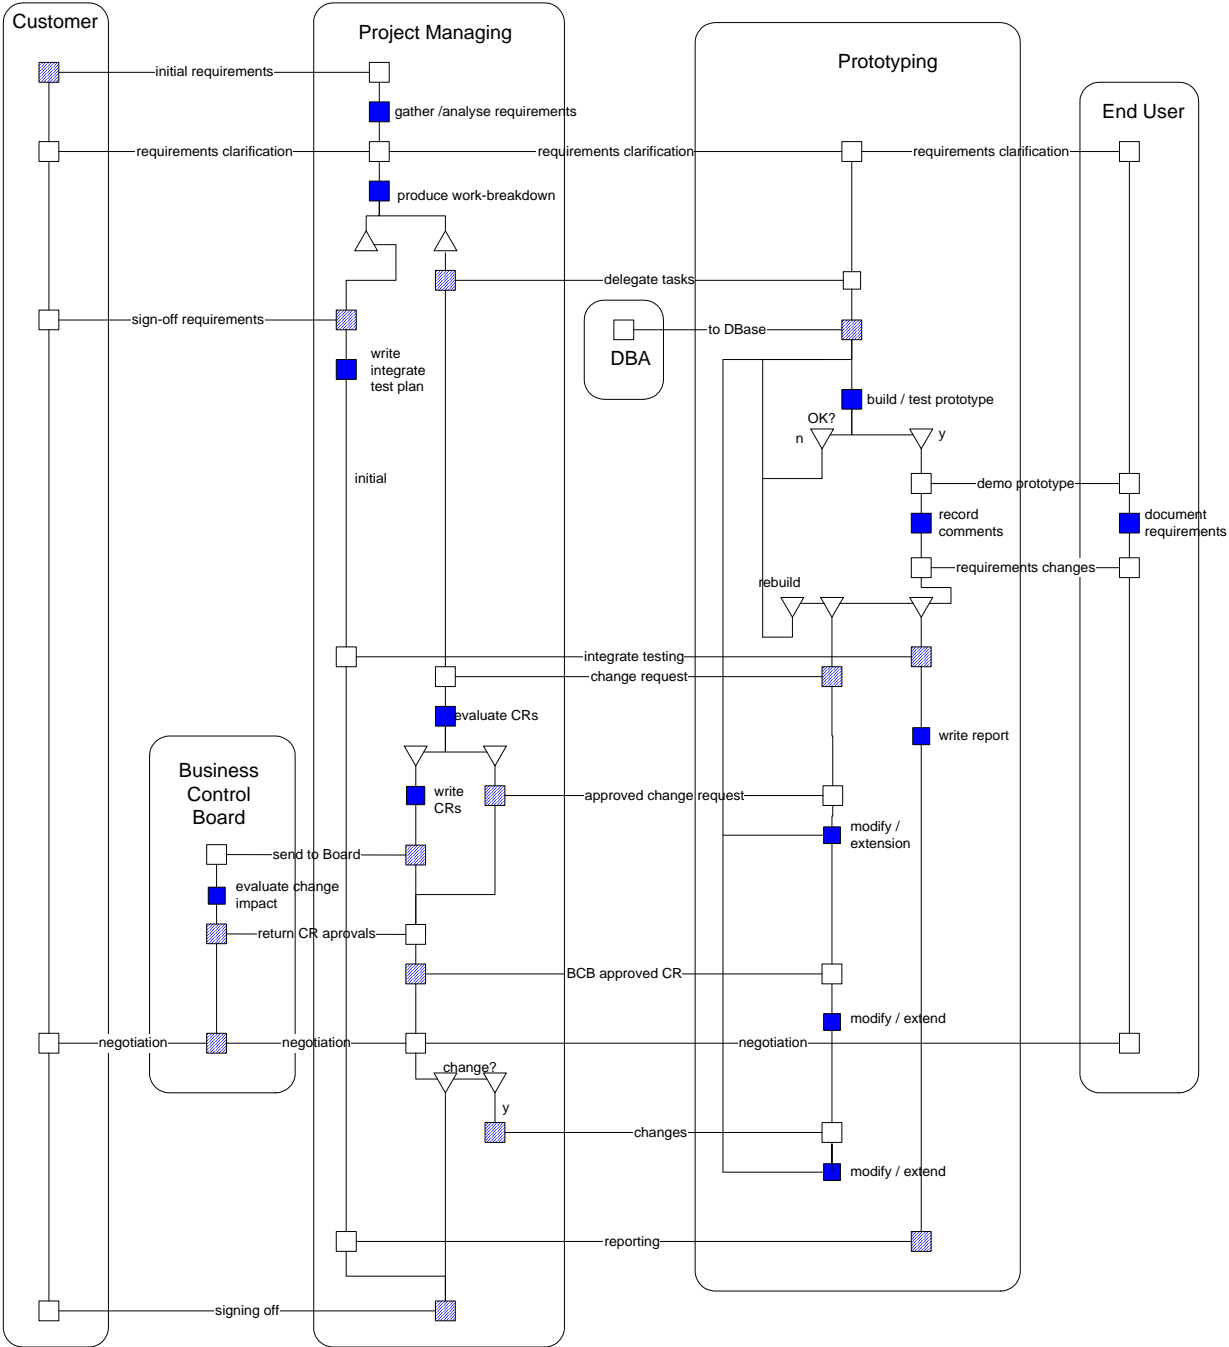 Customer
Project Managing
Prototyping
End User
initial requirements
gather /analyse requirements
requirements clarification
requirements clarification
requirements clarification
produce work-breakdown
delegate tasks
sign-off requirements
to DBase
DBA
write
integrate
test plan
build / test prototype
OK?
n
y
initial
demo prototype
record
comments
document
requirements
requirements changes
rebuild
integrate testing
change request
evaluate CRs
write report
Business
Control
Board
write
CRs
approved change request
modify /
extension
send to Board
evaluate change
impact
return CR aprovals
BCB approved CR
modify / extend
negotiation
negotiation
negotiation
change?
y
changes
modify / extend
reporting
signing off